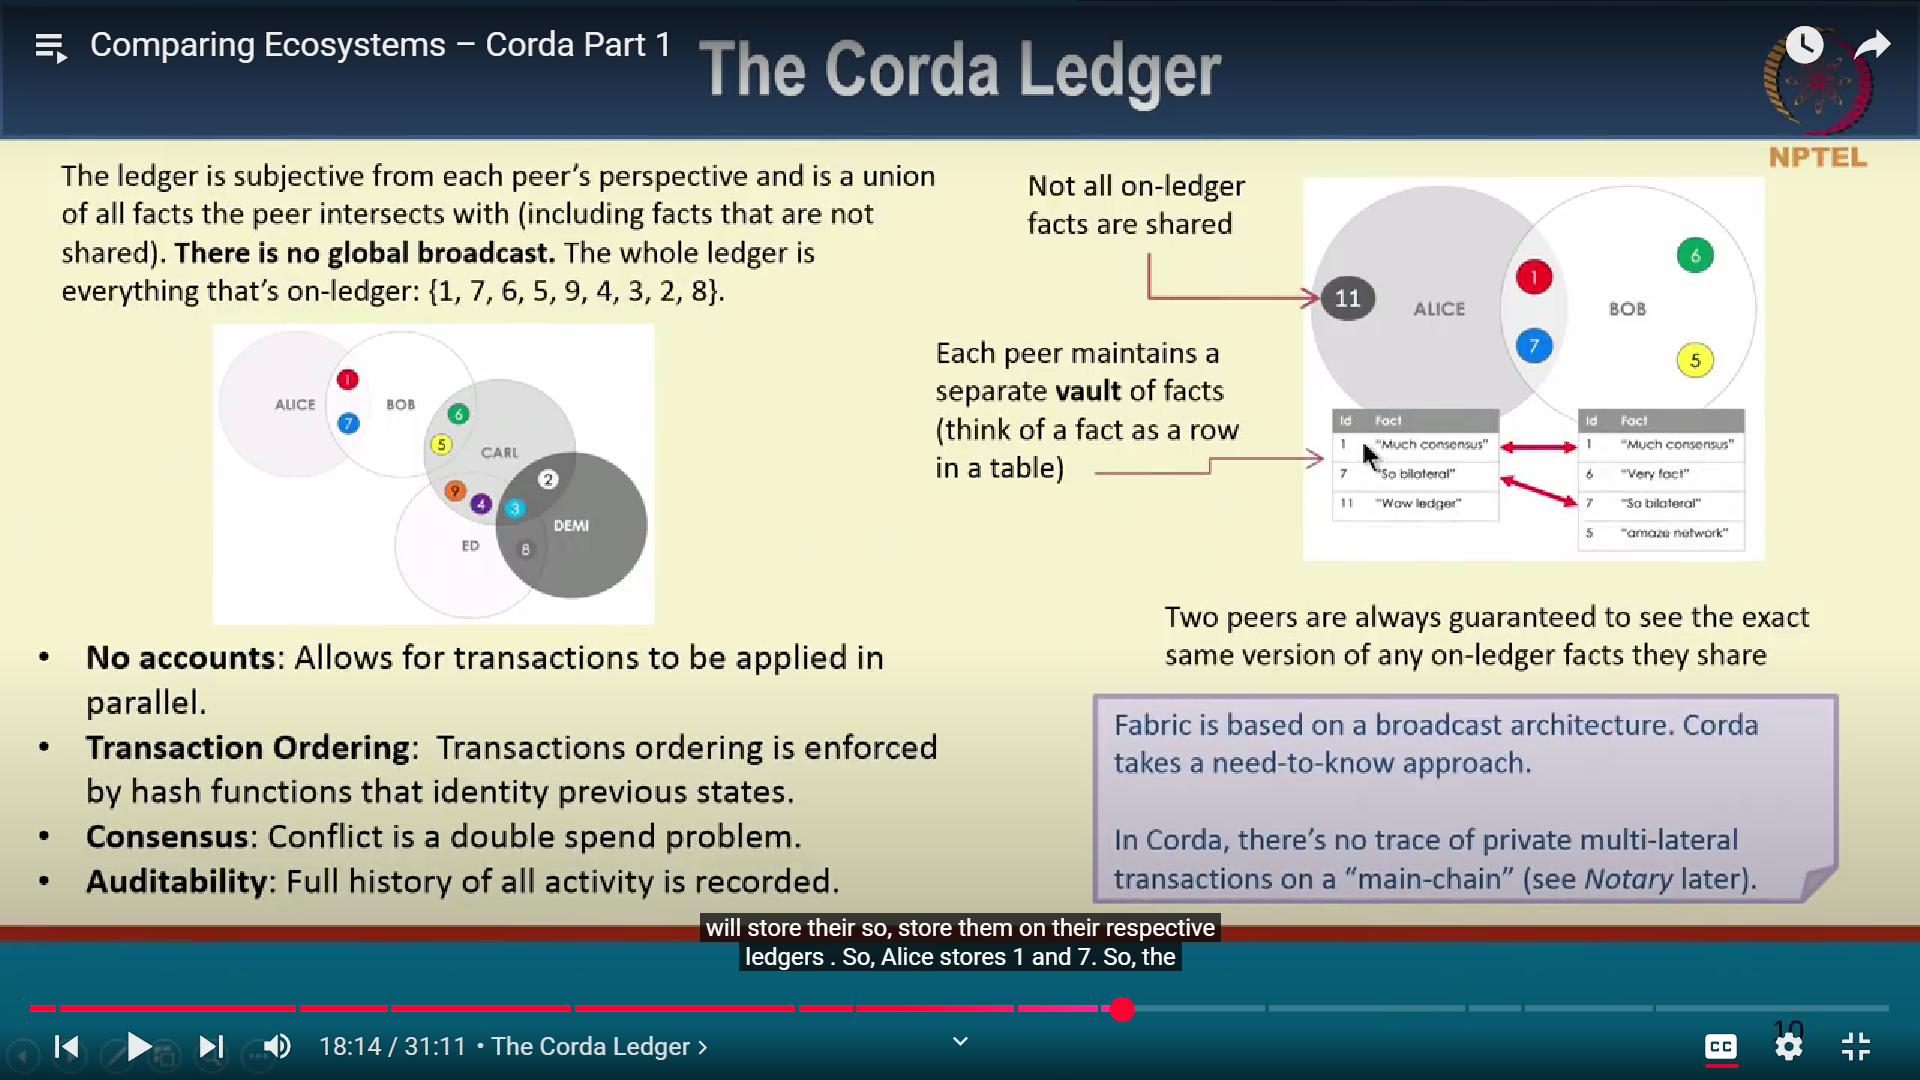 Comparing Ecosystems – Corda Part 1
The Corda Ledger
NPTEL
The ledger is subjective from each peer's perspective and is a union
of all facts the peer intersects with (including facts that are not
shared). There is no global broadcast. The whole ledger is
everything that's on-ledger: {1, 7, 6, 5, 9, 4, 3, 2, 8}.
ALICE
BOB
CARL
DEMI
ED
1
7
6
5
9
4
3
2
8
• No accounts: Allows for transactions to be applied in
parallel.
• Transaction Ordering: Transactions ordering is enforced
by hash functions that identity previous states.
• Consensus: Conflict is a double spend problem.
• Auditability: Full history of all activity is recorded.
Not all on-ledger
facts are shared
Each peer maintains a
separate vault of facts
(think of a fact as a row
in a table)
11
ALICE
1
7
BOB
6
5
Id Fact
1 "Much consensus"
7 "So bilateral"
11 "Wow ledger"
Id Fact
1 "Much consensus"
6 "Very fact"
7 "So bilateral"
5 "amaze network"
Two peers are always guaranteed to see the exact
same version of any on-ledger facts they share
Fabric is based on a broadcast architecture. Corda
takes a need-to-know approach.
In Corda, there's no trace of private multi-lateral
transactions on a "main-chain" (see Notary later).
will store their so, store them on their respective
ledgers . So, Alice stores 1 and 7. So, the
10
18:14 / 31:11 • The Corda Ledger
CC